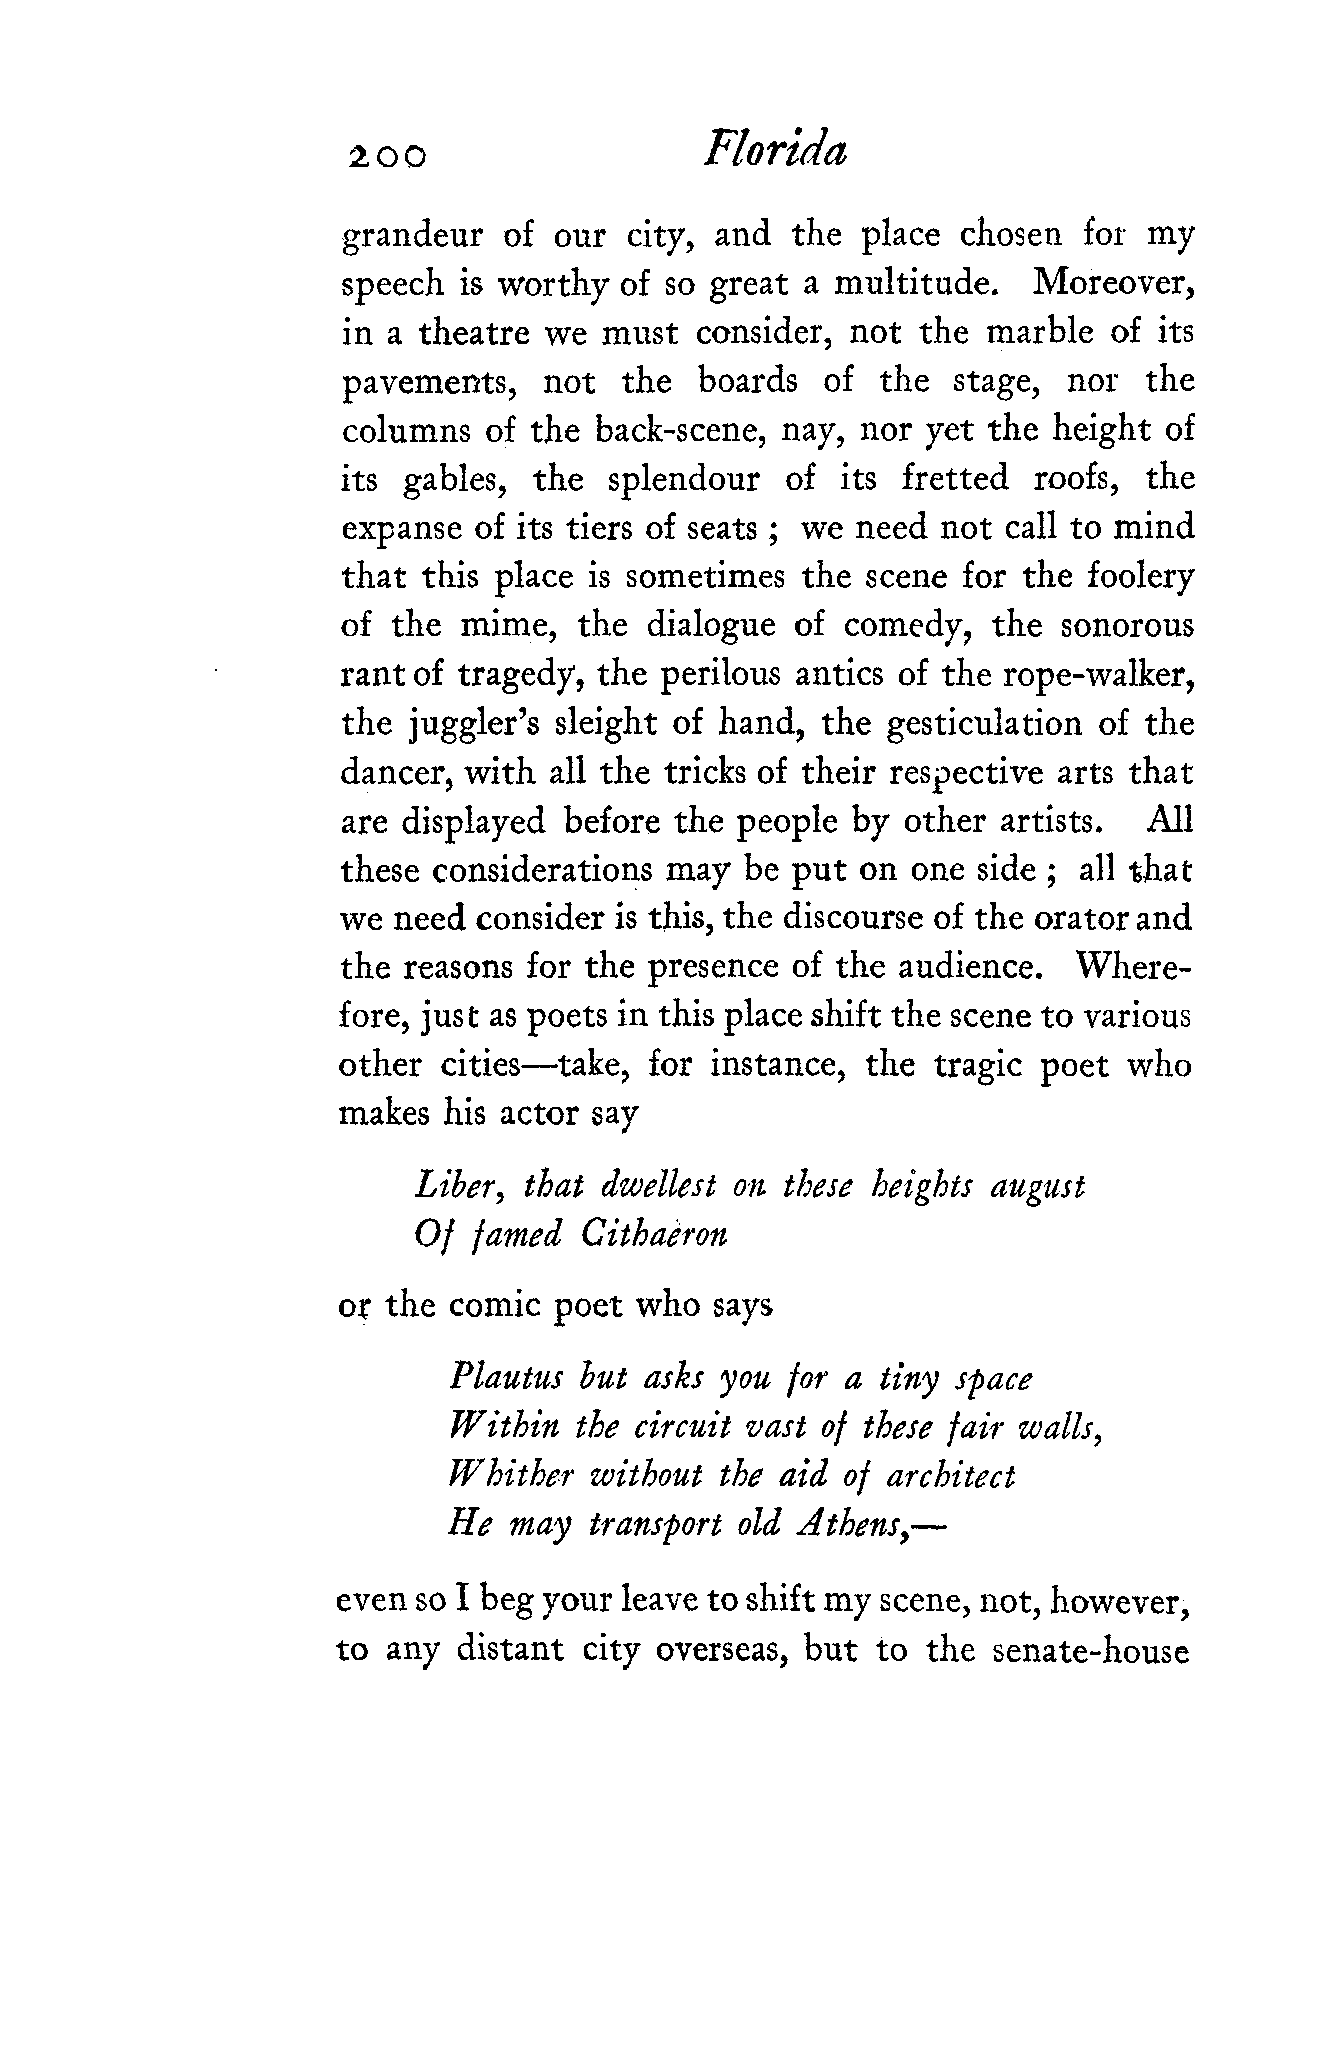 200 Florida
grandeur of our city, and the place chosen for my
speech is worthy of so great a multitude. Moreover,
in a theatre we must consider, not the marble of its
pavements, not the boards of the stage, nor the
columns of the back-scene, nay, nor yet the height of
its gables, the splendour of its fretted roofs, the
expanse of its tiers of seats ; we need not call to mind
that this place is sometimes the scene for the foolery
of the mime, the dialogue of comedy, the sonorous
rant of tragedy, the perilous antics of the rope-walker,
the juggler's sleight of hand, the gesticulation of the
dancer, with all the tricks of their respective arts that
are displayed before the people by other artists. All
these considerations may be put on one side ; all that
we need consider is this, the discourse of the orator and
the reasons for the presence of the audience. Where-
fore, just as poets in this place shift the scene to various
other cities—take, for instance, the tragic poet who
makes his actor say
Liber, that dwellest on these heights august
Of famed Cithaeron
or the comic poet who says
Plautus but asks you for a tiny space
Within the circuit vast of these fair walls,
Whither without the aid of architect
He may transport old Athens,—
even so I beg your leave to shift my scene, not, however,
to any distant city overseas, but to the senate-house